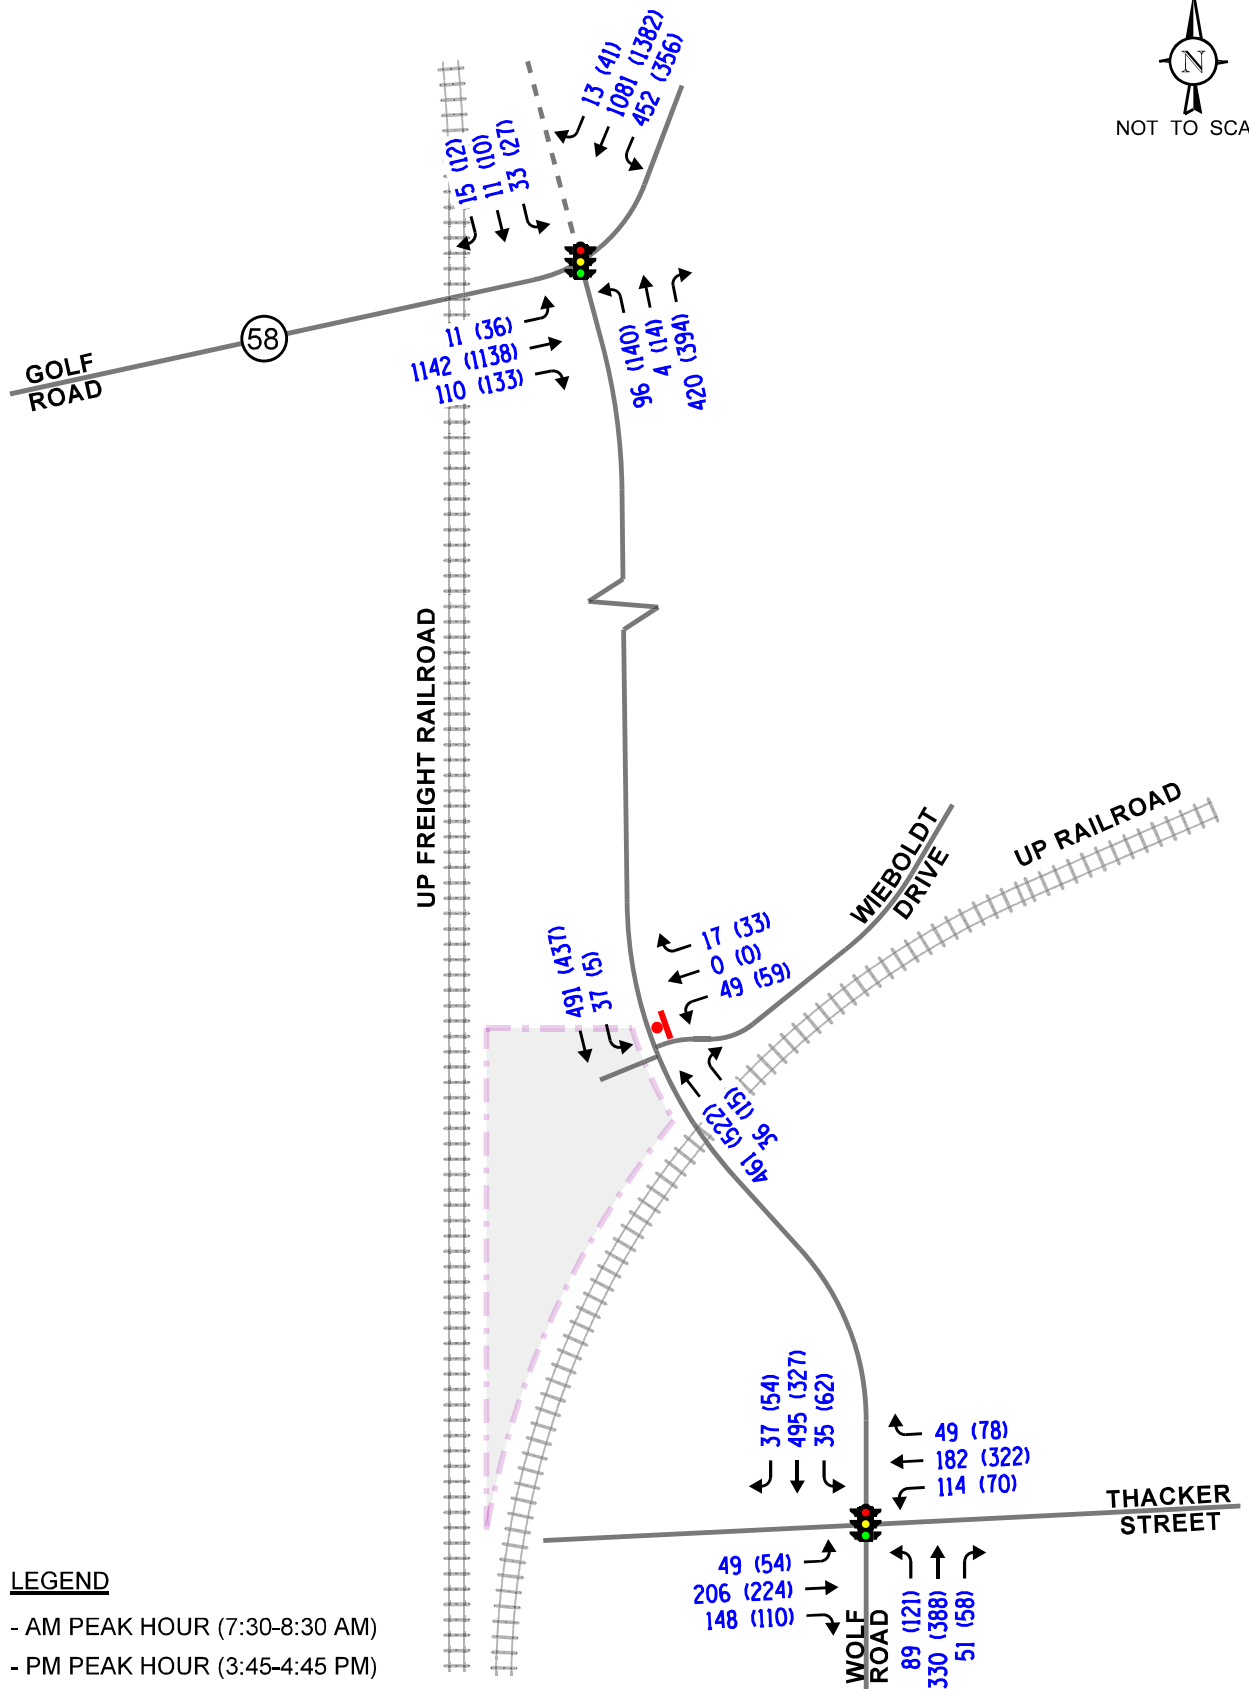 N
NOT TO SCA
13 (41)
1081 (1382)
452 (356)
15 (12)
11 (10)
33 (27)
58
GOLF
ROAD
11 (36)
1142 (1138)
110 (133)
96 (140)
4 (14)
420 (394)
UP FREIGHT RAILROAD
UP RAILROAD
WIEBOLDT
DRIVE
17 (33)
0 (0)
49 (59)
491 (437)
37 (5)
461 (522)
36 (15)
37 (54)
495 (327)
35 (62)
49 (78)
182 (322)
114 (70)
THACKER
STREET
49 (54)
206 (224)
148 (110)
WOLF
ROAD
89 (121)
330 (388)
51 (58)
LEGEND
- AM PEAK HOUR (7:30-8:30 AM)
- PM PEAK HOUR (3:45-4:45 PM)